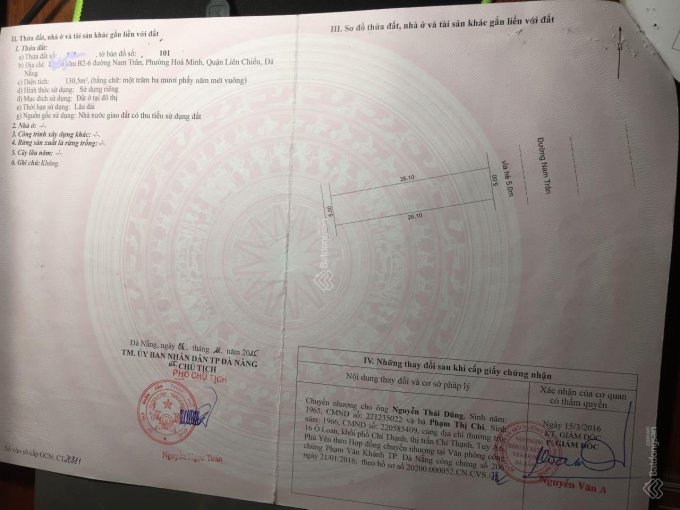 II. Thửa đất, nhà ở và tài sản khác gắn liền với đất
1. Thửa đất:
a) Thửa đất số: tờ bản đồ số: 101
b) Địa chỉ: khu B2-6 đường Nam Trân, Phường Hoà Minh, Quận Liên Chiểu, Đà
Nẵng
c) Diện tích: 130,5m², (bằng chữ: một trăm ba mươi phẩy năm mét vuông)
d) Hình thức sử dụng: Sử dụng riêng
đ) Mục đích sử dụng: Đất ở tại đô thị
e) Thời hạn sử dụng: Lâu dài
g) Nguồn gốc sử dụng: Nhà nước giao đất có thu tiền sử dụng đất
2. Nhà ở: -/-
3. Công trình xây dựng khác: -/-
4. Rừng sản xuất là rừng trồng: -/-
5. Cây lâu năm: -/-
6. Ghi chú: Không.
Đà Nẵng, ngày 06 tháng 11 năm 2015
TM. ỦY BAN NHÂN DÂN TP ĐÀ NẴNG
CHỦ TỊCH
PHÓ CHỦ TỊCH
Nguyễn Ngọc Tuấn
Số vào sổ cấp GCN:
III. Sơ đồ thửa đất, nhà ở và tài sản khác gắn liền với đất
26.10
5.00
5.00
26.10
vỉa hè 5.0m
Đường Nam Trân
Batdongsan
IV. Những thay đổi sau khi cấp giấy chứng nhận
Nội dung thay đổi và cơ sở pháp lý
Xác nhận của cơ quan
có thẩm quyền
Chuyển nhượng cho ông Nguyễn Thái Dũng, Sinh năm:
1965, CMND số: 221235022 và bà Phạm Thị Chi, Sinh
năm: 1966, CMND số: 220585409, cùng địa chỉ thường trú:
16 Ô Loan, khối phố Chí Thạnh, thị trấn Chí Thạnh, Tuy An,
Phú Yên theo Hợp đồng chuyển nhượng tại Văn phòng công
chứng Phạm Văn Khánh TP. Đà Nẵng công chứng số 206
ngày 21/01/2016; theo hồ sơ số 20200.000052.CN.CVS.
Ngày 15/3/2016
KT. GIÁM ĐỐC
P. GIÁM ĐỐC
Nguyễn Văn A
Batdongsan